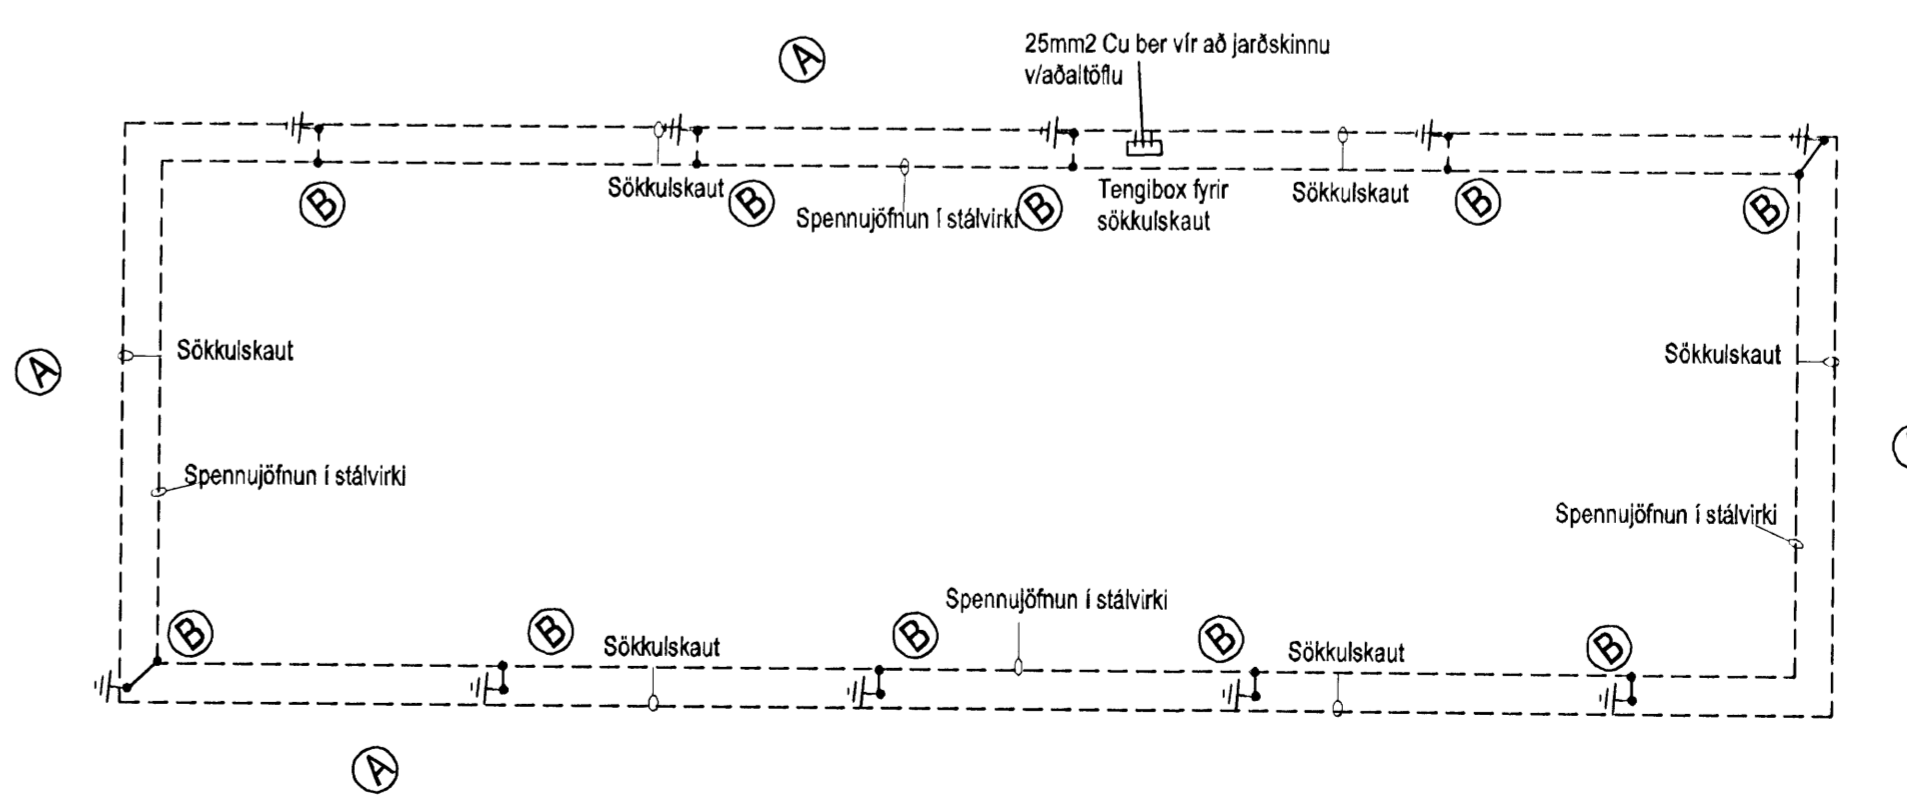 25mm2 Cu ber vír að jarðskinnu
v/aðaltöflu
A
B
Sökkulskaut
B
Spennujöfnun í stálvirki
B
Tengibox fyrir
sökkulskaut
Sökkulskaut
B
B
A
Sökkulskaut
Sökkulskaut
Spennujöfnun í stálvirki
Spennujöfnun í stálvirki
B
B
Sökkulskaut
B
Spennujöfnun í stálvirki
B
Sökkulskaut
B
A